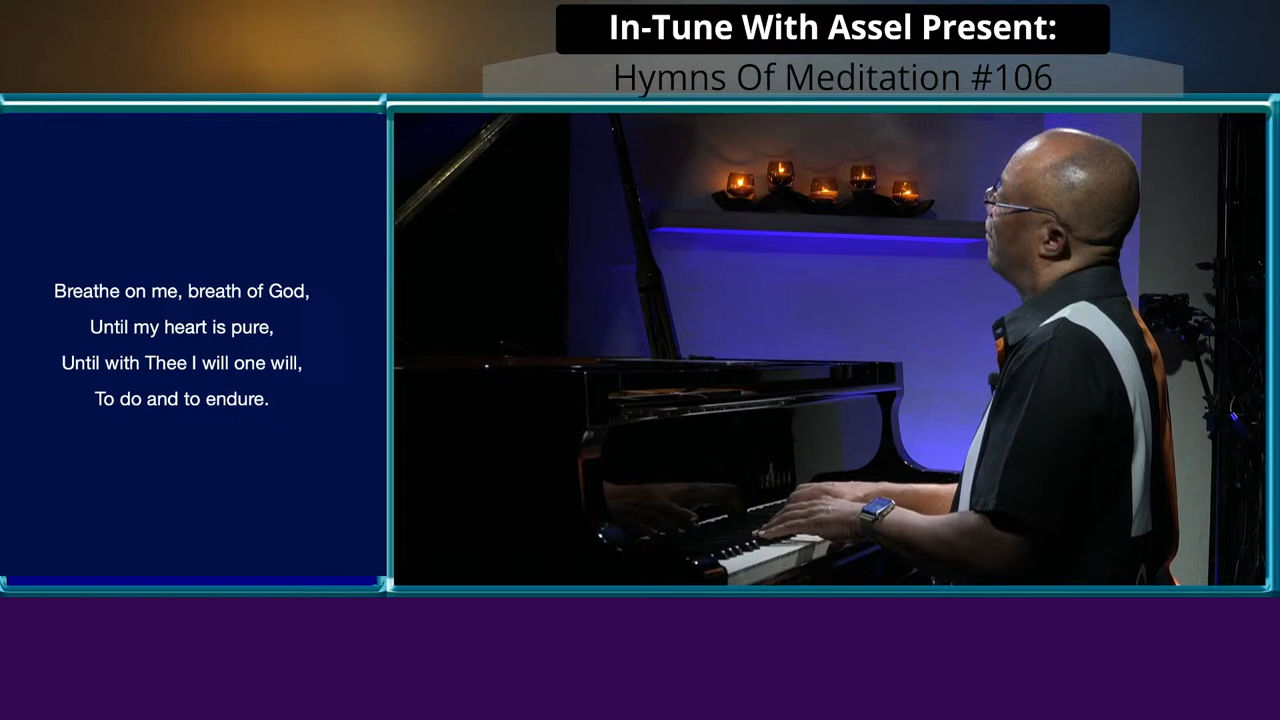 In-Tune With Assel Present:
Hymns Of Meditation #106
Breathe on me, breath of God,
Until my heart is pure,
Until with Thee I will one will,
To do and to endure.